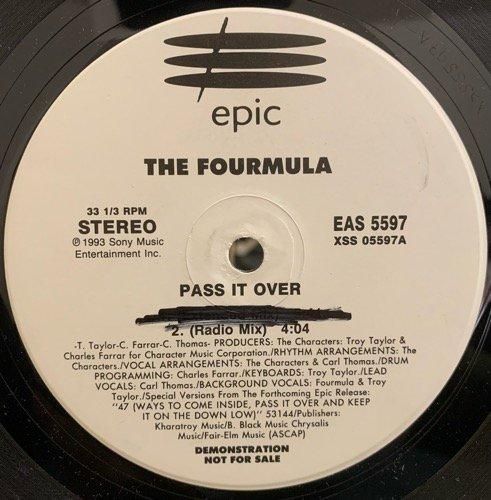 epic
THE FOURMULA
33 1/3 RPM
STEREO
℗ 1993 Sony Music
Entertainment Inc.
EAS 5597
XSS 05597A
PASS IT OVER
2. (Radio Mix) 4:04
-T. Taylor-C. Farrar-C. Thomas- PRODUCERS: The Characters: Troy Taylor &
Charles Farrar for Character Music Corporation./RHYTHM ARRANGEMENTS: The
Characters./VOCAL ARRANGEMENTS: The Characters & Carl Thomas./DRUM
PROGRAMMING: Charles Farrar./KEYBOARDS: Troy Taylor./LEAD
VOCALS: Carl Thomas./BACKGROUND VOCALS: Fourmula & Troy
Taylor./Special Versions From The Forthcoming Epic Release:
"47 (WAYS TO COME INSIDE, PASS IT OVER AND KEEP
IT ON THE DOWN LOW)" 53144/Publishers:
Kharatroy Music/B. Black Music Chrysalis
Music/Fair-Elm Music (ASCAP)
DEMONSTRATION
NOT FOR SALE